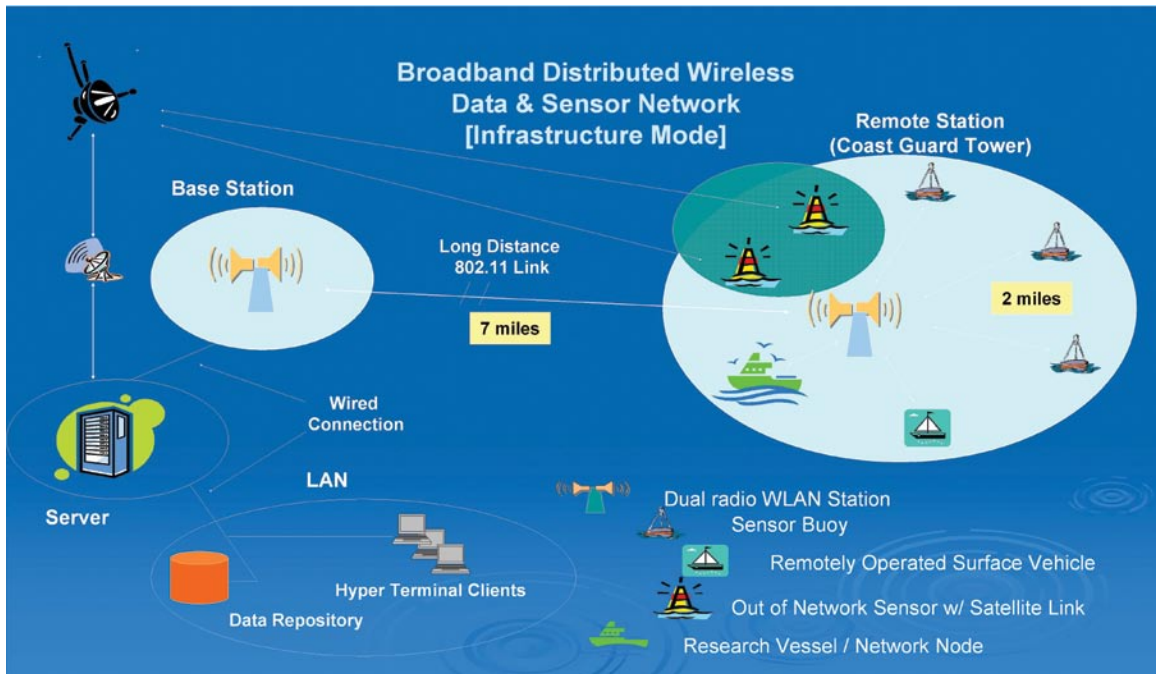 Broadband Distributed Wireless
Data & Sensor Network
[Infrastructure Mode]
Remote Station
(Coast Guard Tower)
Base Station
Long Distance
802.11 Link
7 miles
2 miles
Wired
Connection
LAN
Server
Hyper Terminal Clients
Data Repository
Dual radio WLAN Station
Sensor Buoy
Remotely Operated Surface Vehicle
Out of Network Sensor w/ Satellite Link
Research Vessel / Network Node